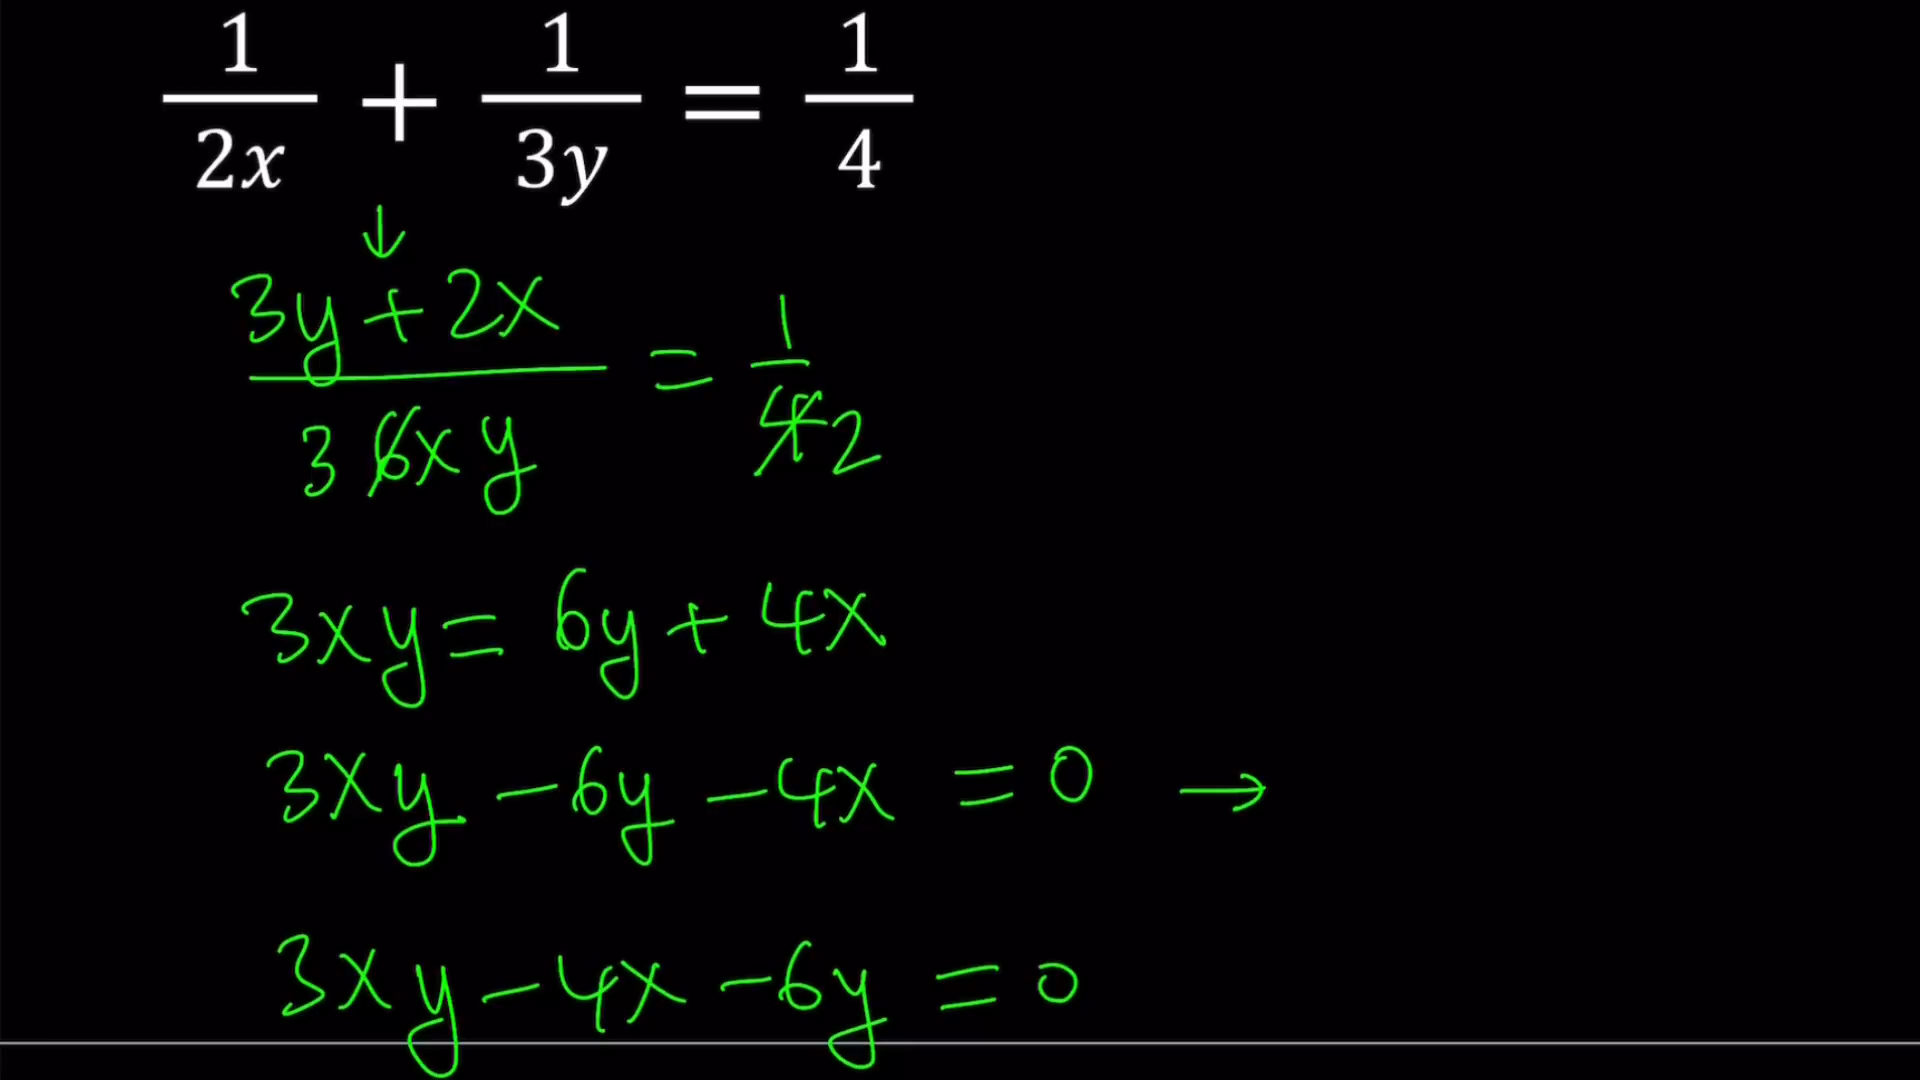 1/2x + 1/3y = 1/4
↓
3y + 2x / 3 6xy = 1 / 4 2
3xy = 6y + 4x
3xy - 6y - 4x = 0 →
3xy - 4x - 6y = 0